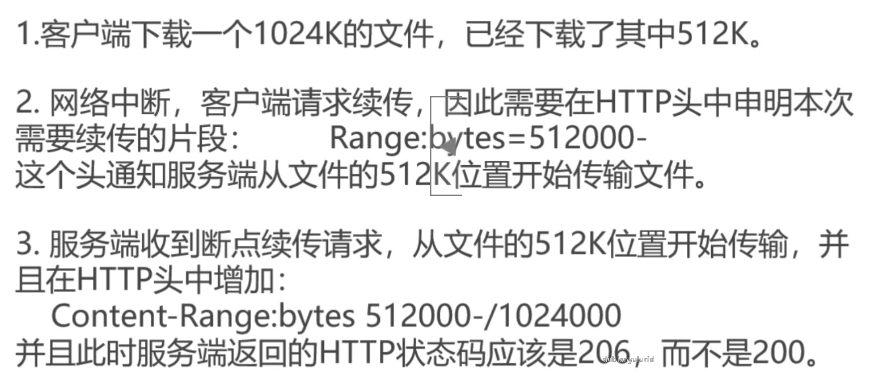 1.客户端下载一个1024K的文件，已经下载了其中512K。
2. 网络中断，客户端请求续传，因此需要在HTTP头中申明本次
需要续传的片段： Range:bytes=512000-
这个头通知服务端从文件的512K位置开始传输文件。
3. 服务端收到断点续传请求，从文件的512K位置开始传输，并
且在HTTP头中增加：
Content-Range:bytes 512000-/1024000
并且此时服务端返回的HTTP状态码应该是206，而不是200。